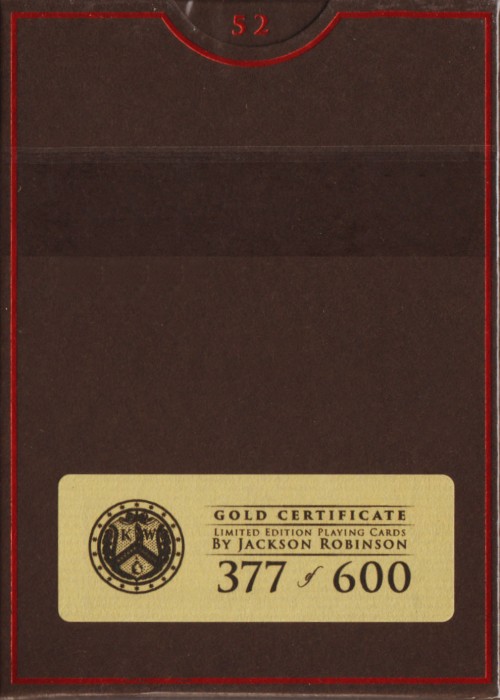 52
GOLD CERTIFICATE
LIMITED EDITION PLAYING CARDS
BY JACKSON ROBINSON
377 of 600
K W